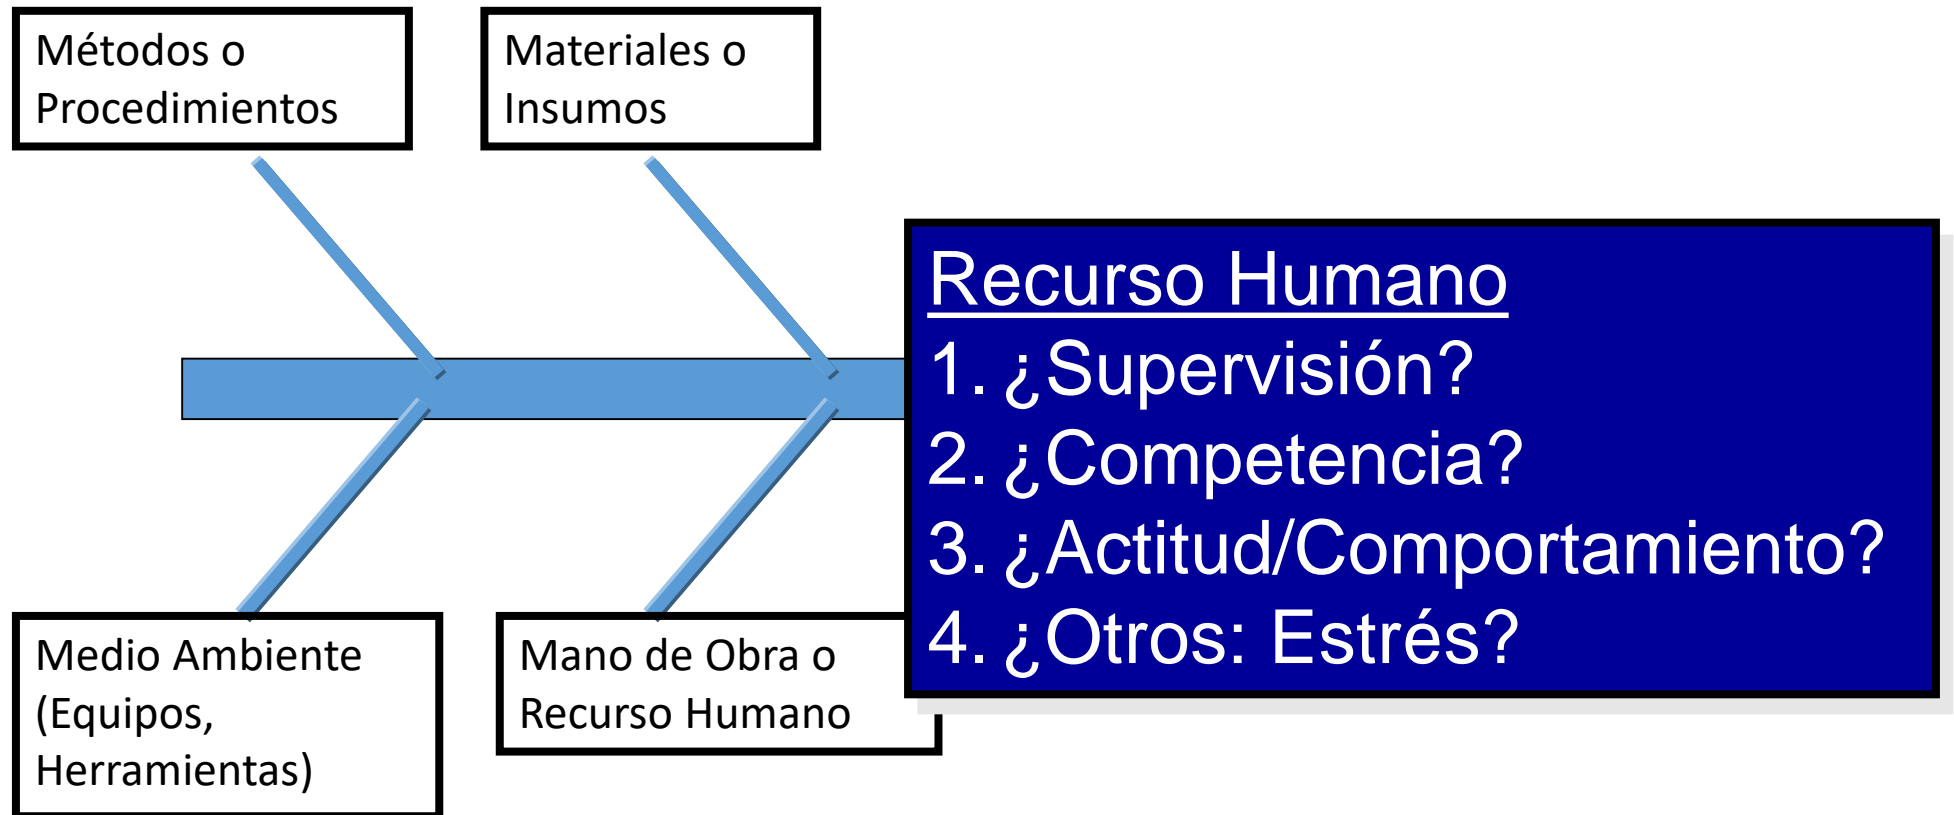 Métodos o
Procedimientos
Materiales o
Insumos
Recurso Humano
1. ¿Supervisión?
2. ¿Competencia?
3. ¿Actitud/Comportamiento?
4. ¿Otros: Estrés?
Medio Ambiente
(Equipos,
Herramientas)
Mano de Obra o
Recurso Humano